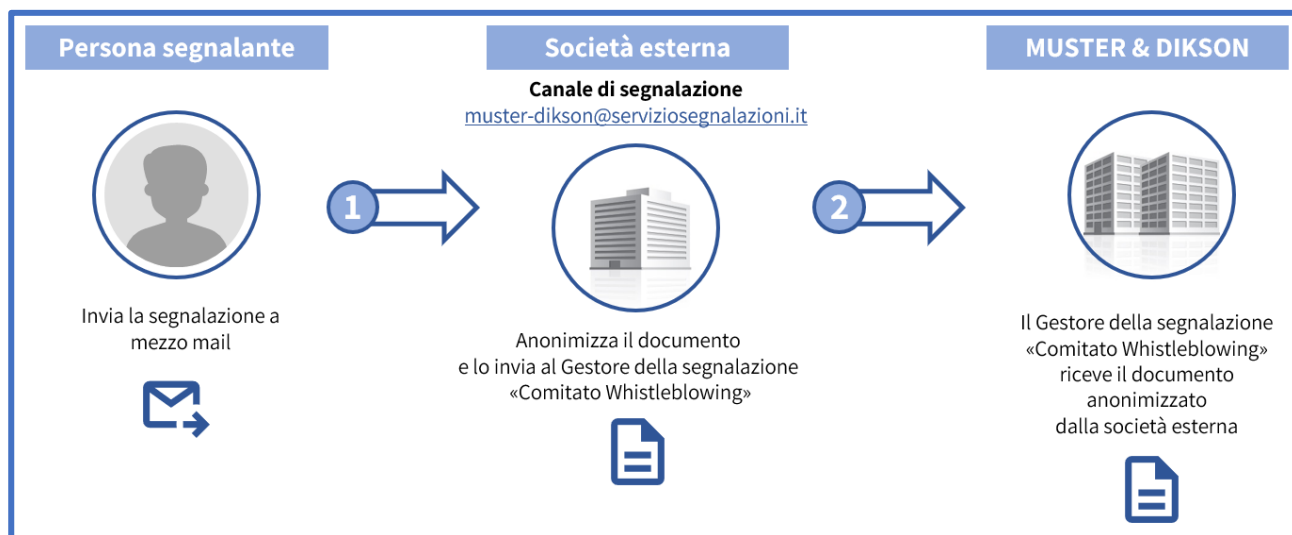 Persona segnalante
Invia la segnalazione a
mezzo mail
1
Società esterna
Canale di segnalazione
muster-dikson@serviziosegnalazioni.it
Anonimizza il documento
e lo invia al Gestore della segnalazione
«Comitato Whistleblowing»
2
MUSTER & DIKSON
Il Gestore della segnalazione
«Comitato Whistleblowing»
riceve il documento
anonimizzato
dalla società esterna